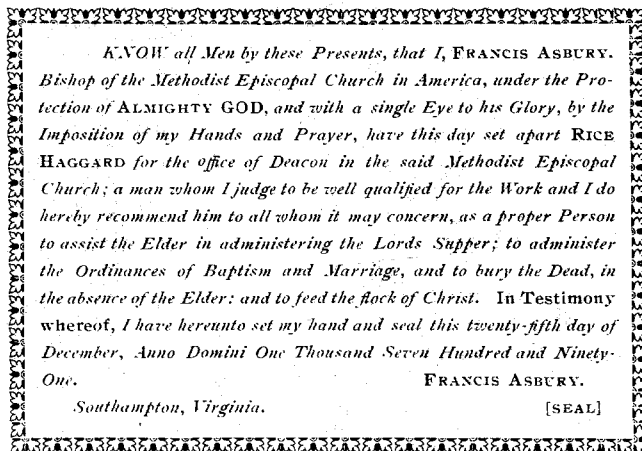 KNOW all Men by these Presents, that I, FRANCIS ASBURY.
Bishop of the Methodist Episcopal Church in America, under the Pro-
tection of ALMIGHTY GOD, and with a single Eye to his Glory, by the
Imposition of my Hands and Prayer, have this day set apart RICE
HAGGARD for the office of Deacon in the said Methodist Episcopal
Church; a man whom I judge to be well qualified for the Work and I do
hereby recommend him to all whom it may concern, as a proper Person
to assist the Elder in administering the Lords Supper; to administer
the Ordinances of Baptism and Marriage, and to bury the Dead, in
the absence of the Elder: and to feed the flock of Christ. In Testimony
whereof, I have hereunto set my hand and seal this twenty-fifth day of
December, Anno Domini One Thousand Seven Hundred and Ninety-
One. FRANCIS ASBURY.
Southampton, Virginia. [SEAL]